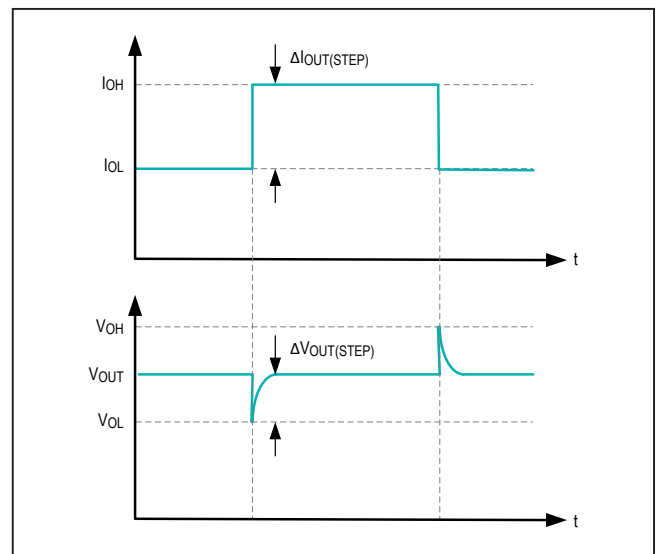 ΔIOUT(STEP)
IOH
IOL
t
VOH
ΔVOUT(STEP)
VOUT
VOL
t